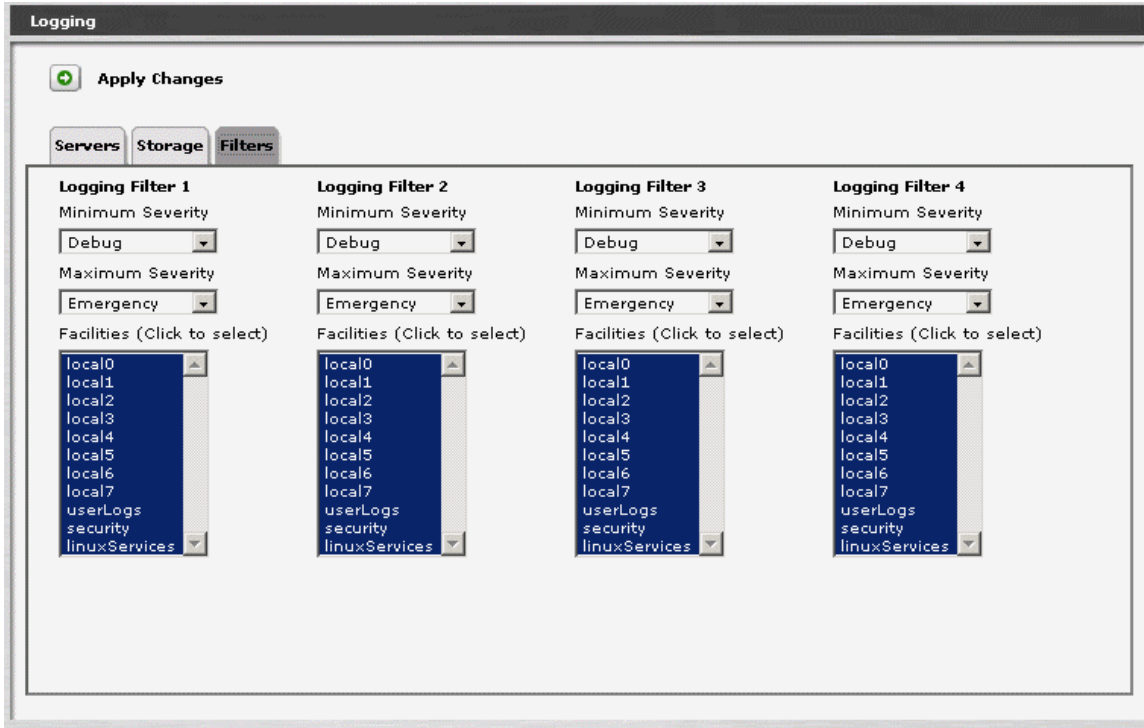 Logging
Apply Changes
Servers Storage Filters
Logging Filter 1
Minimum Severity
Debug
Maximum Severity
Emergency
Facilities (Click to select)
local0
local1
local2
local3
local4
local5
local6
local7
userLogs
security
linuxServices
Logging Filter 2
Minimum Severity
Debug
Maximum Severity
Emergency
Facilities (Click to select)
local0
local1
local2
local3
local4
local5
local6
local7
userLogs
security
linuxServices
Logging Filter 3
Minimum Severity
Debug
Maximum Severity
Emergency
Facilities (Click to select)
local0
local1
local2
local3
local4
local5
local6
local7
userLogs
security
linuxServices
Logging Filter 4
Minimum Severity
Debug
Maximum Severity
Emergency
Facilities (Click to select)
local0
local1
local2
local3
local4
local5
local6
local7
userLogs
security
linuxServices